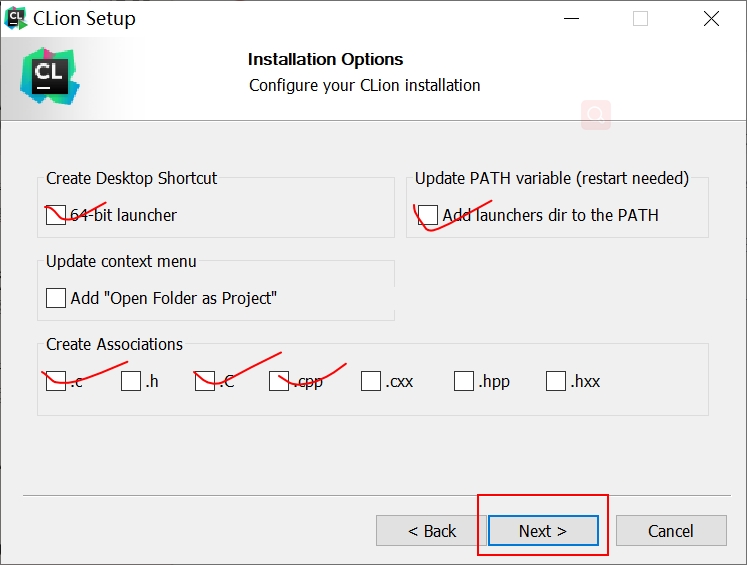 CLion Setup
CL
Installation Options
Configure your CLion installation
Create Desktop Shortcut
64-bit launcher
Update PATH variable (restart needed)
Add launchers dir to the PATH
Update context menu
Add "Open Folder as Project"
Create Associations
.c .h .C .cpp .cxx .hpp .hxx
< Back Next > Cancel